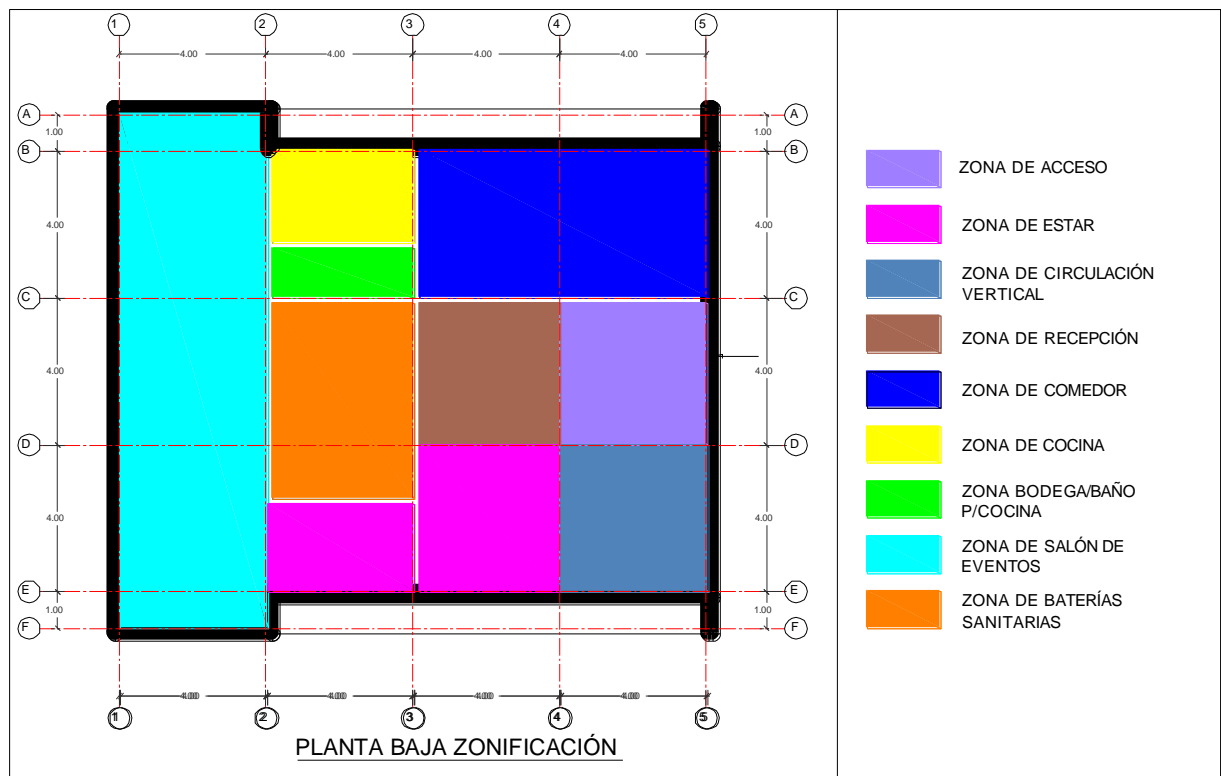 1 2 3 4 5
4.00 4.00 4.00 4.00
A A
1.00 1.00
B B
4.00 4.00
C C
4.00 4.00
D D
4.00 4.00
E E
1.00 1.00
F F
4.00 4.00 4.00 4.00
1 2 3 4 5
PLANTA BAJA ZONIFICACIÓN
ZONA DE ACCESO
ZONA DE ESTAR
ZONA DE CIRCULACIÓN
VERTICAL
ZONA DE RECEPCIÓN
ZONA DE COMEDOR
ZONA DE COCINA
ZONA BODEGA/BAÑO
P/COCINA
ZONA DE SALÓN DE
EVENTOS
ZONA DE BATERÍAS
SANITARIAS